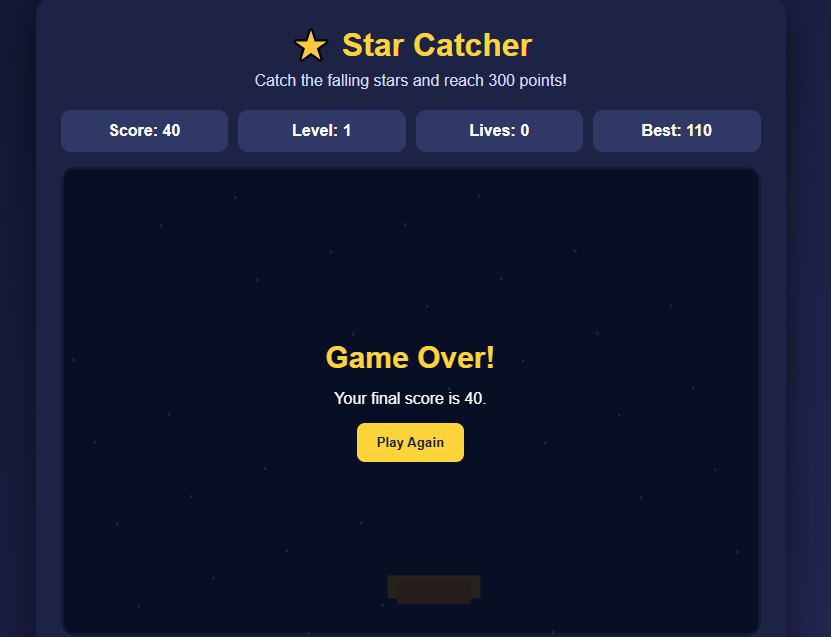 Star Catcher
Catch the falling stars and reach 300 points!
Score: 40
Level: 1
Lives: 0
Best: 110
Game Over!
Your final score is 40.
Play Again